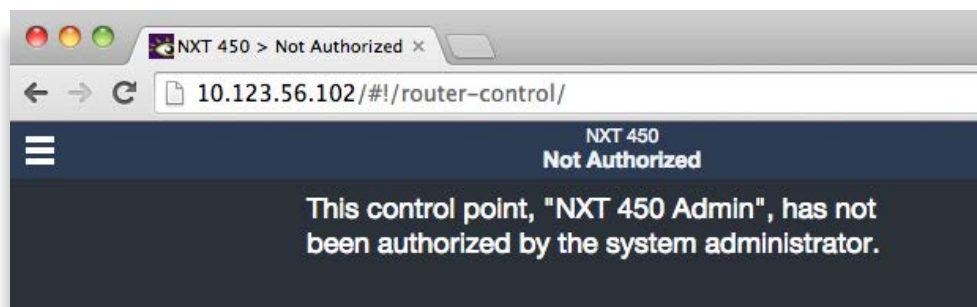 NXT 450 > Not Authorized ×
10.123.56.102/#!/router-control/
NXT 450
Not Authorized
This control point, "NXT 450 Admin", has not
been authorized by the system administrator.